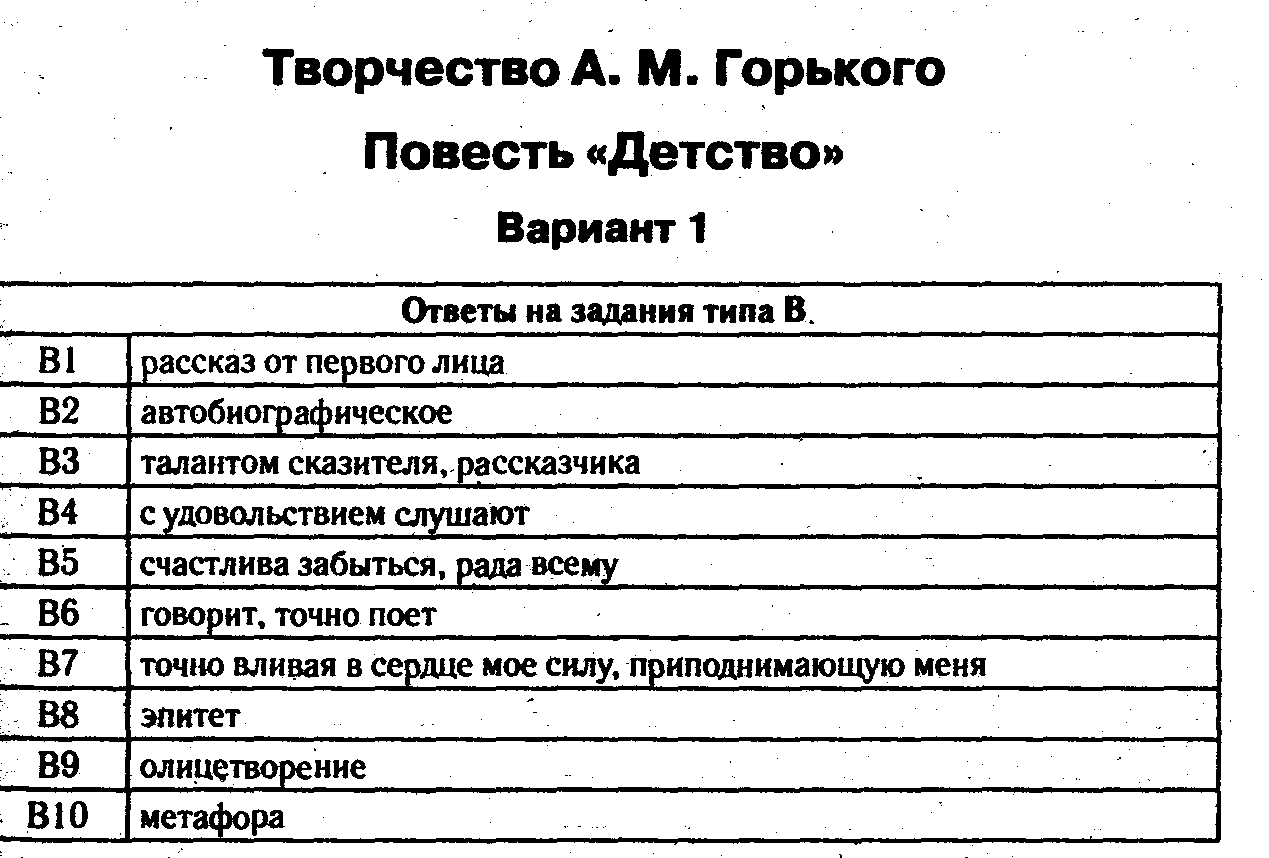 Творчество А. М. Горького
Повесть «Детство»
Вариант 1
Ответы на задания типа В.
В1 рассказ от первого лица
В2 автобиографическое
В3 талантом сказителя, рассказчика
В4 с удовольствием слушают
В5 счастлива забыться, рада всему
В6 говорит, точно поет
В7 точно вливая в сердце мое силу, приподнимающую меня
В8 эпитет
В9 олицетворение
В10 метафора